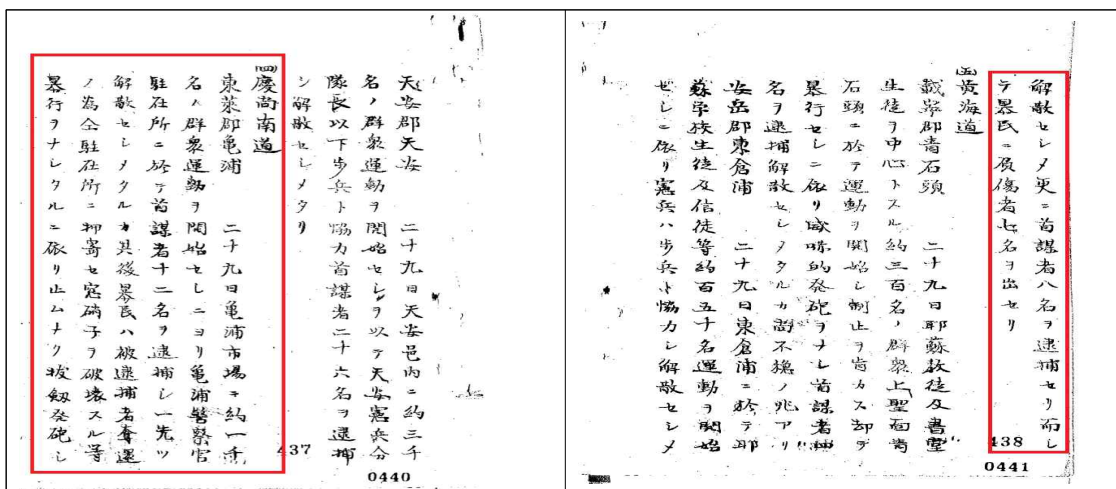 天安郡天安　二十九日天安邑内ニ約三千
名ノ群衆運動ヲ開始セシヲ以テ天安憲兵分
隊長以下歩兵ト協力首謀者二十六名ヲ逮捕
シ解散セシメタリ
(四)慶尚南道
東萊郡亀浦　二十九日亀浦市場ニ約一千
名ノ群衆運動ヲ開始セシニヨリ亀浦警察官
駐在所ニ於テ首謀者十二名ヲ逮捕シ一先ツ
解散セシメタルカ其後暴民ハ被逮捕者奪還
ノ為仝駐在所ニ押寄セ窓硝子ヲ破壊スル等
暴行ヲナシタルニ依リ止ムナク抜剱発砲シ
437
0440
解散セシメ更ニ首謀者八名ヲ逮捕セリ而シ
テ暴民ニ負傷者七名ヲ出セリ
(五)黄海道
載寧郡青石頭　二十九日耶蘇教徒及書堂
生徒ヲ中心トスル約三百名ノ群衆上聖面青
石頭ニ於テ運動ヲ開始シ制止ヲ肯カス却テ
暴行セシニ依リ威嚇的発砲ヲナシ首謀者
名ヲ逮捕解散セシメタルカ尚不穏ノ兆アリ
安岳郡東倉浦　二十九日東倉浦ニ於テ耶
蘇学校生徒及信徒等約百五十名運動ヲ開始
セシニ依リ憲兵ハ歩兵ト協力シ解散セシメ
438
0441